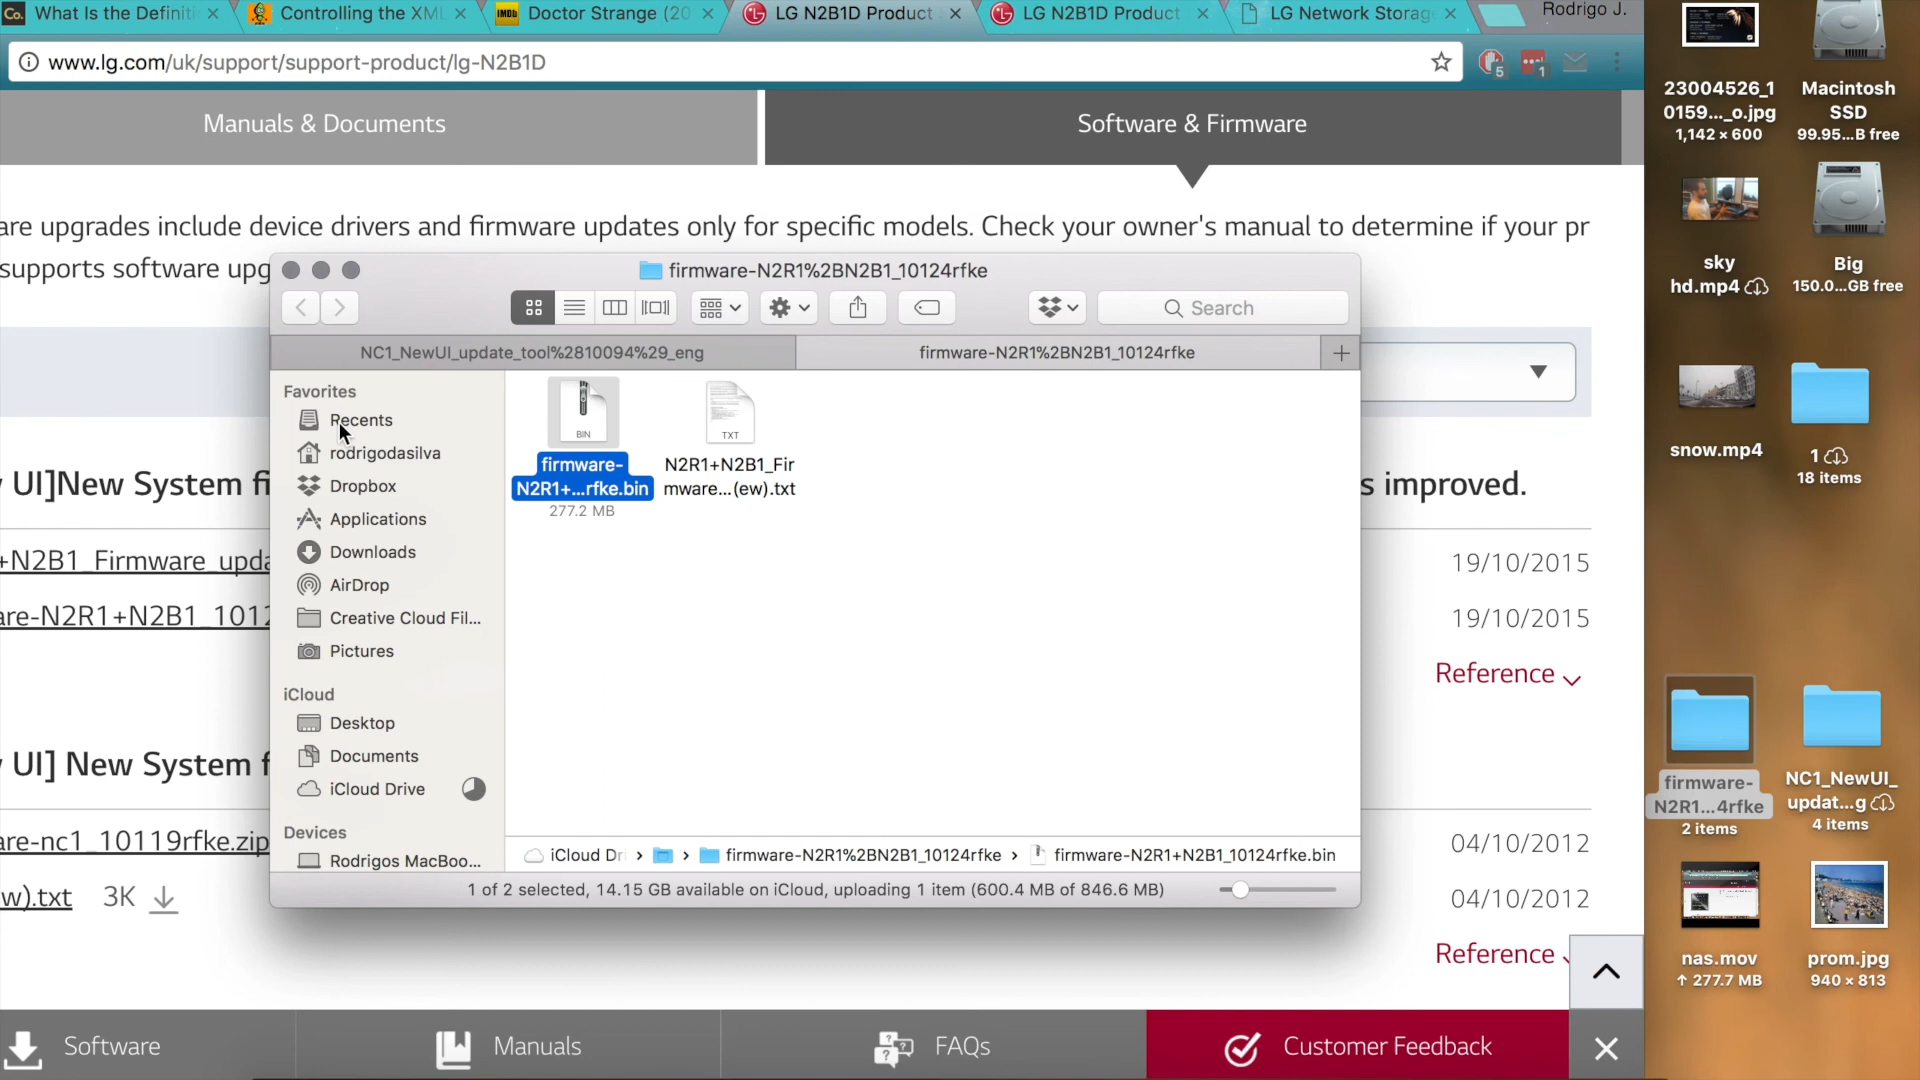 Co. What Is the Definiti ×
Controlling the XML ×
IMDb Doctor Strange (20 ×
LG N2B1D Product ×
LG N2B1D Product ×
LG Network Storag ×
Rodrigo J.
www.lg.com/uk/support/support-product/lg-N2B1D
5
1
Manuals & Documents
Software & Firmware
are upgrades include device drivers and firmware updates only for specific models. Check your owner's manual to determine if your pr
supports software upg
firmware-N2R1%2BN2B1_10124rfke
Search
NC1_NewUI_update_tool%2810094%29_eng
firmware-N2R1%2BN2B1_10124rfke
+
Favorites
Recents
rodrigodasilva
Dropbox
Applications
Downloads
AirDrop
Creative Cloud Fil...
Pictures
iCloud
Desktop
Documents
iCloud Drive
Devices
Rodrigos MacBoo...
BIN
firmware-
N2R1+...rfke.bin
277.2 MB
TXT
N2R1+N2B1_Fir
mware...(ew).txt
iCloud Dri › › firmware-N2R1%2BN2B1_10124rfke › firmware-N2R1+N2B1_10124rfke.bin
1 of 2 selected, 14.15 GB available on iCloud, uploading 1 item (600.4 MB of 846.6 MB)
UI]New System fi
s improved.
+N2B1_Firmware_upda
19/10/2015
are-N2R1+N2B1_1012
19/10/2015
Reference
UI] New System f
are-nc1_10119rfke.zip
04/10/2012
w).txt 3K
04/10/2012
Reference
Software
Manuals
FAQs
Customer Feedback
×
23004526_1
0159..._o.jpg
1,142 × 600
Macintosh
SSD
99.95...B free
sky
hd.mp4
Big
150.0...GB free
snow.mp4
1
18 items
firmware-
N2R1...4rfke
2 items
NC1_NewUI_
updat...g
4 items
nas.mov
↑ 277.7 MB
prom.jpg
940 × 813